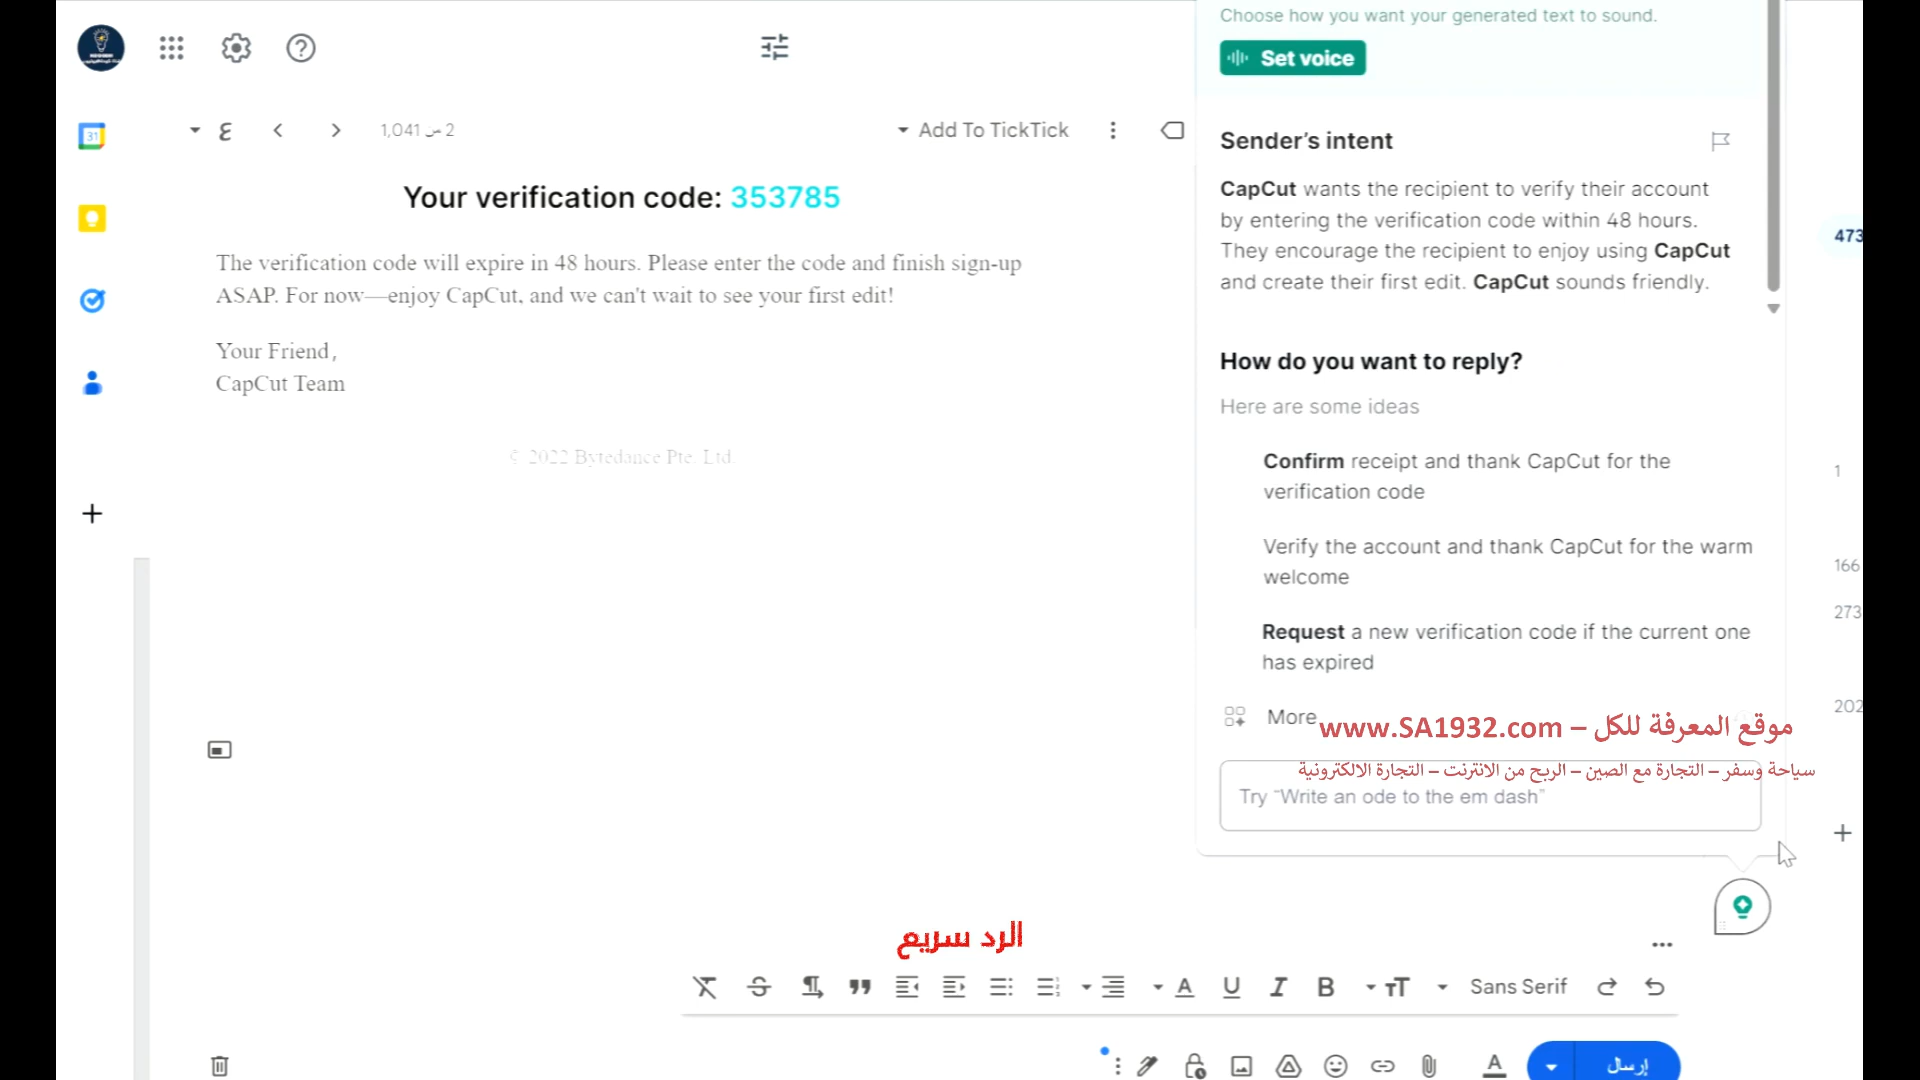 Choose how you want your generated text to sound.
Set voice
31
ع
2 من 1,041
Add To TickTick
Your verification code: 353785
The verification code will expire in 48 hours. Please enter the code and finish sign-up
ASAP. For now—enjoy CapCut, and we can't wait to see your first edit!
Your Friend,
CapCut Team
© 2022 Bytedance Pte. Ltd.
Sender’s intent
CapCut wants the recipient to verify their account
by entering the verification code within 48 hours.
They encourage the recipient to enjoy using CapCut
and create their first edit. CapCut sounds friendly.
How do you want to reply?
Here are some ideas
Confirm receipt and thank CapCut for the
verification code
Verify the account and thank CapCut for the warm
welcome
Request a new verification code if the current one
has expired
More
موقع المعرفة للكل – www.SA1932.com
سياحة وسفر – التجارة مع الصين – الربح من الانترنت – التجارة الالكترونية
Try “Write an ode to the em dash”
473
1
166
273
202
الرد سريع
Sans Serif
إرسال